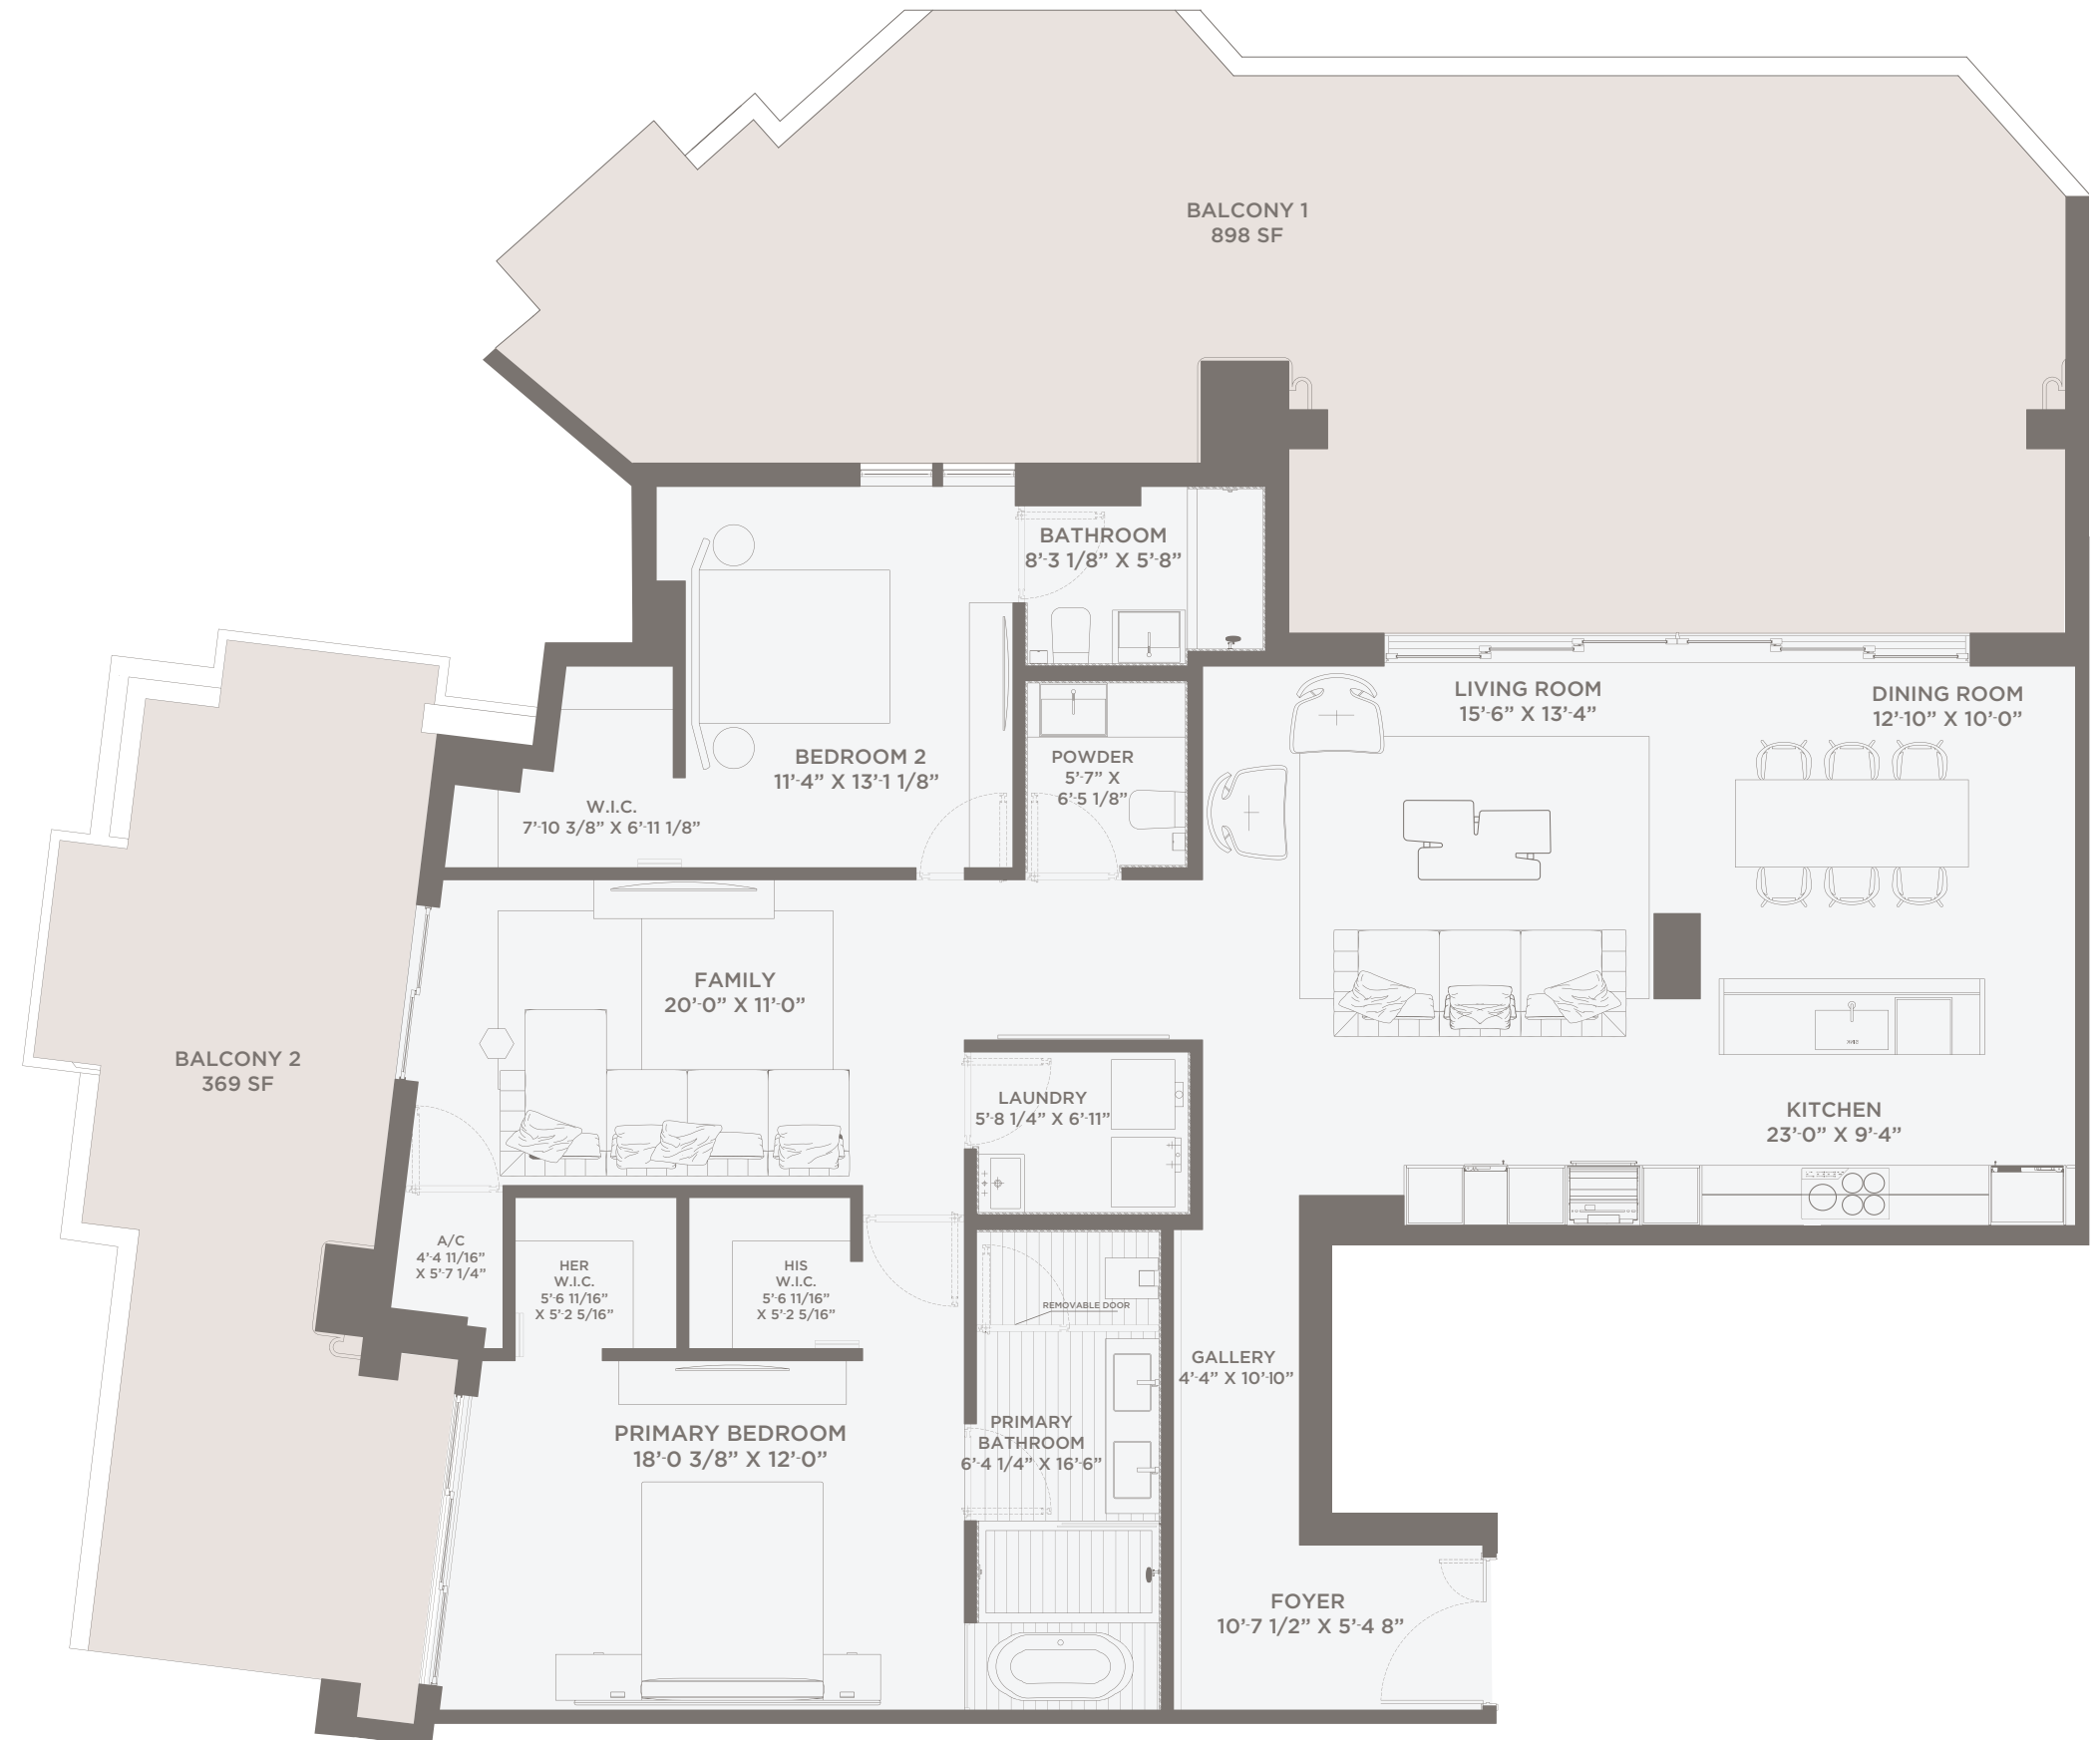 BALCONY 1
898 SF
BATHROOM
8'-3 1/8” X 5'-8”
LIVING ROOM
15'-6” X 13'-4”
DINING ROOM
12'-10” X 10'-0”
BEDROOM 2
11'-4” X 13'-1 1/8”
POWDER
5'-7” X
6'-5 1/8”
W.I.C.
7'-10 3/8” X 6'-11 1/8”
FAMILY
20'-0” X 11'-0”
BALCONY 2
369 SF
LAUNDRY
5'-8 1/4” X 6'-11”
KITCHEN
23'-0” X 9'-4”
A/C
4'-4 11/16”
X 5'-7 1/4”
HER
W.I.C.
5'-6 11/16”
X 5'-2 5/16”
HIS
W.I.C.
5'-6 11/16”
X 5'-2 5/16”
REMOVABLE DOOR
GALLERY
4'-4” X 10'-10”
PRIMARY BEDROOM
18'-0 3/8” X 12'-0”
PRIMARY
BATHROOM
6'-4 1/4” X 16'-6”
FOYER
10'-7 1/2” X 5'-4 8”